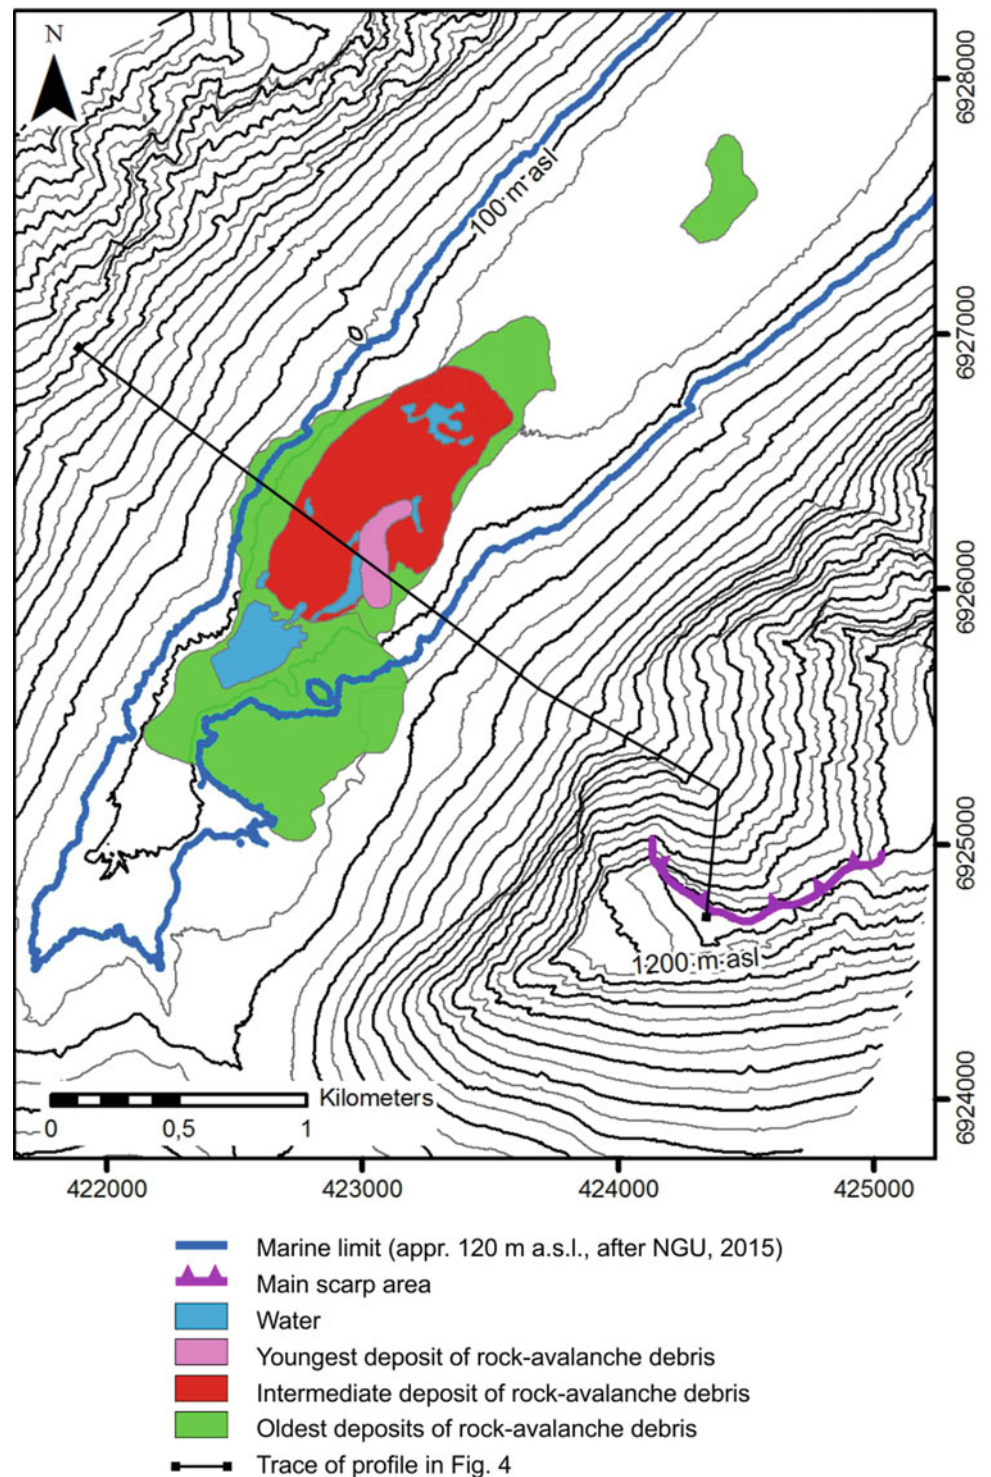 N
6928000
100 m asl
6927000
6926000
6925000
1200 m asl
6924000
Kilometers
0 0,5 1
422000 423000 424000 425000
Marine limit (appr. 120 m a.s.l., after NGU, 2015)
Main scarp area
Water
Youngest deposit of rock-avalanche debris
Intermediate deposit of rock-avalanche debris
Oldest deposits of rock-avalanche debris
Trace of profile in Fig. 4